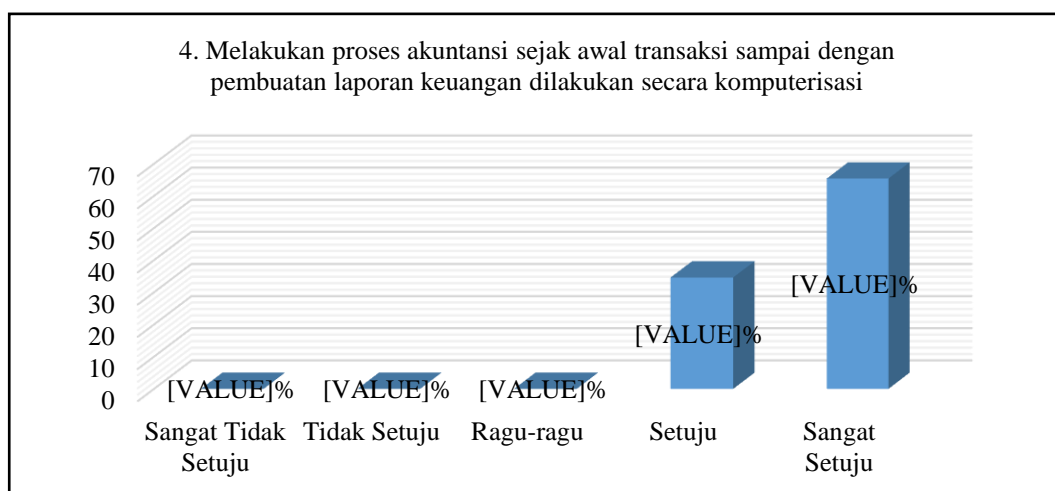 4. Melakukan proses akuntansi sejak awal transaksi sampai dengan
pembuatan laporan keuangan dilakukan secara komputerisasi
70
60
50
40
30
20
10
0
[VALUE]%
[VALUE]%
[VALUE]%
[VALUE]%
[VALUE]%
Sangat Tidak
Setuju
Tidak Setuju
Ragu-ragu
Setuju
Sangat
Setuju